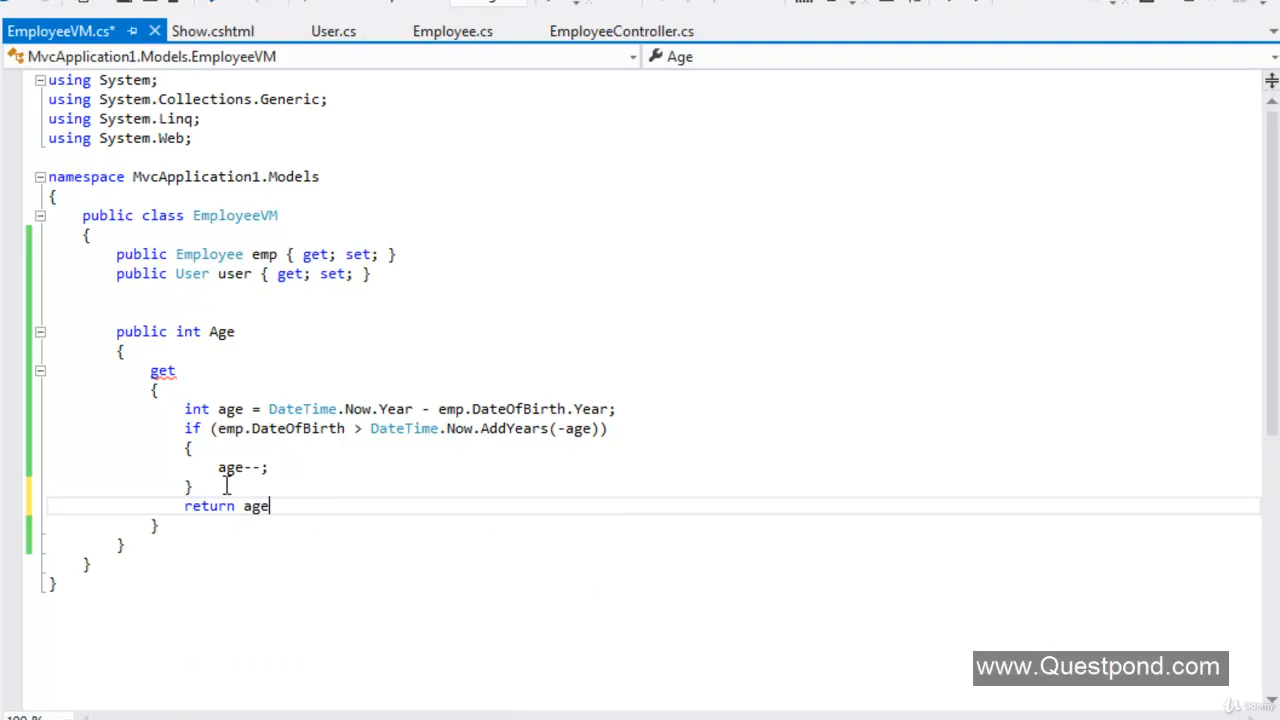 EmployeeVM.cs*
Show.cshtml
User.cs
Employee.cs
EmployeeController.cs
MvcApplication1.Models.EmployeeVM
Age
using System;
using System.Collections.Generic;
using System.Linq;
using System.Web;
namespace MvcApplication1.Models
{
public class EmployeeVM
{
public Employee emp { get; set; }
public User user { get; set; }
public int Age
{
get
{
int age = DateTime.Now.Year - emp.DateOfBirth.Year;
if (emp.DateOfBirth > DateTime.Now.AddYears(-age))
{
age--;
}
return age
}
}
}
}
www.Questpond.com
Udemy